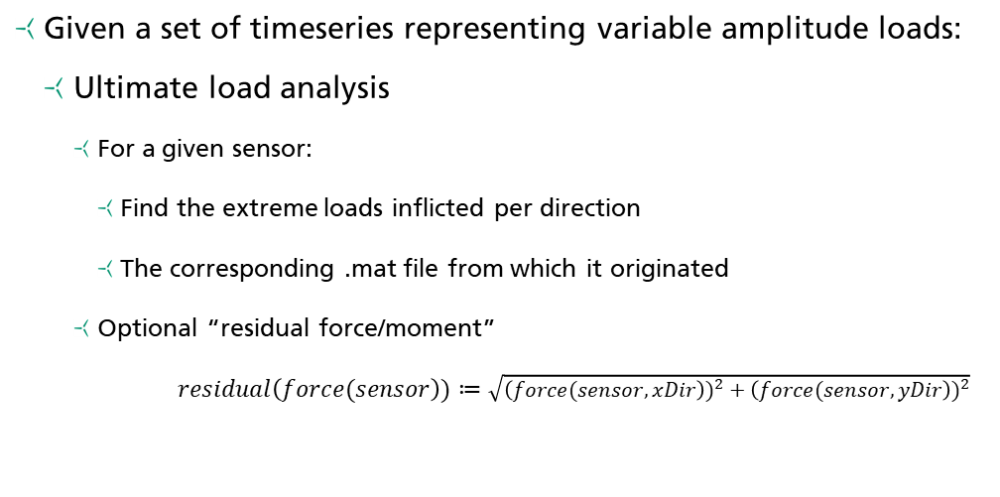 Given a set of timeseries representing variable amplitude loads:
Ultimate load analysis
For a given sensor:
Find the extreme loads inflicted per direction
The corresponding .mat file from which it originated
Optional “residual force/moment”
residual(force(sensor)) ≔ √(force(sensor,xDir))² + (force(sensor,yDir))²